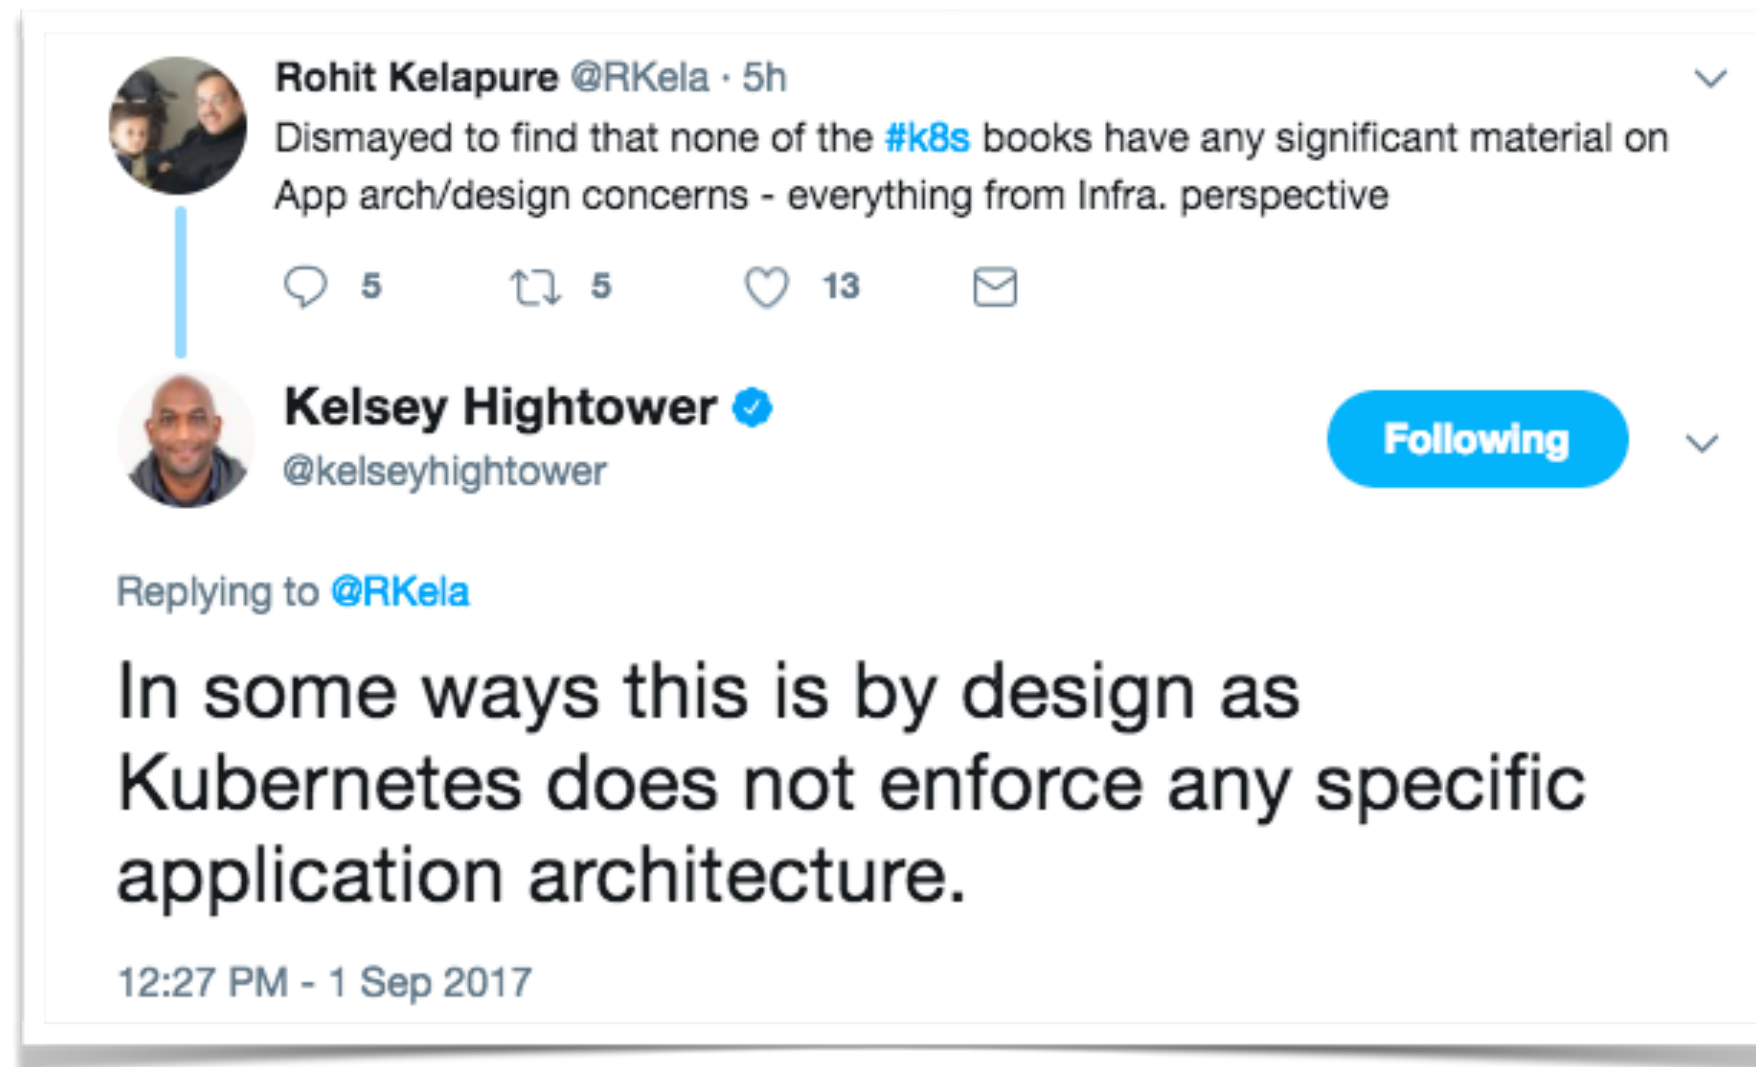 Rohit Kelapure @RKela · 5h
Dismayed to find that none of the #k8s books have any significant material on
App arch/design concerns - everything from Infra. perspective
5 5 13
Kelsey Hightower
@kelseyhightower
Following
Replying to @RKela
In some ways this is by design as
Kubernetes does not enforce any specific
application architecture.
12:27 PM - 1 Sep 2017